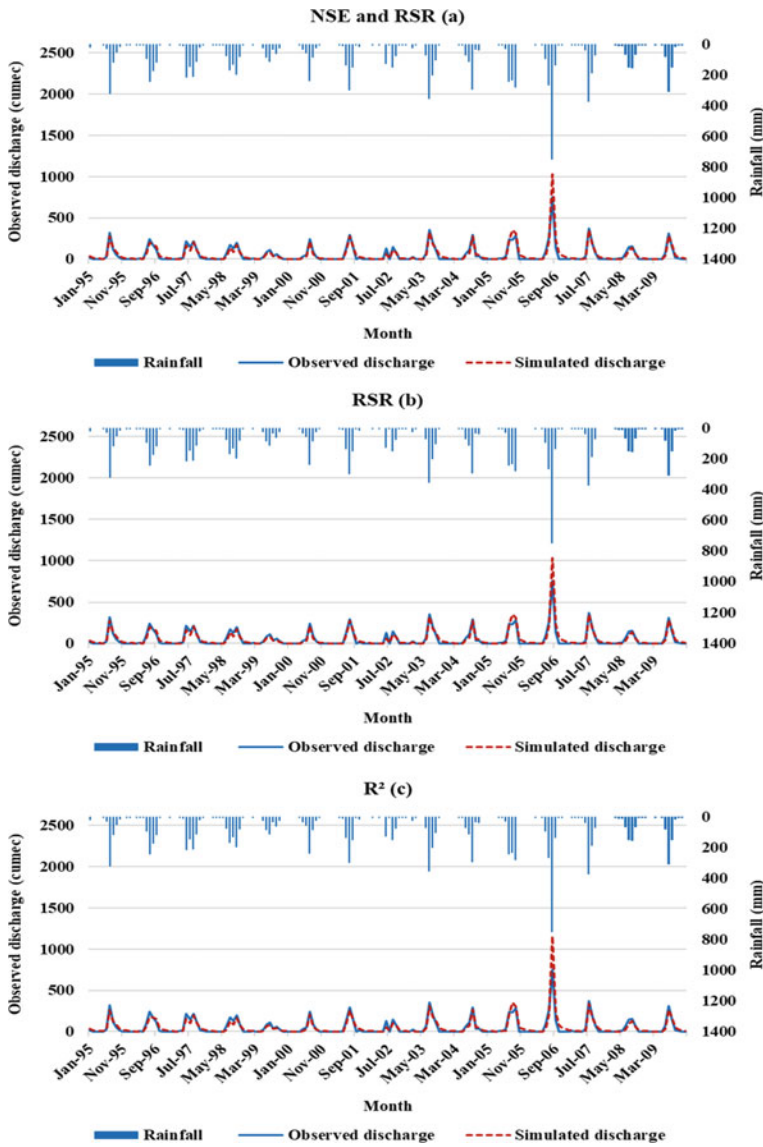 NSE and RSR (a)
Observed discharge (cumec)
2500
2000
1500
1000
500
0
Rainfall (mm)
0
200
400
600
800
1000
1200
1400
Jan-95
Nov-95
Sep-96
Jul-97
May-98
Mar-99
Jan-00
Nov-00
Sep-01
Jul-02
May-03
Mar-04
Jan-05
Nov-05
Sep-06
Jul-07
May-08
Mar-09
Month
Rainfall Observed discharge Simulated discharge
RSR (b)
Observed discharge (cumec)
2500
2000
1500
1000
500
0
Rainfall (mm)
0
200
400
600
800
1000
1200
1400
Jan-95
Nov-95
Sep-96
Jul-97
May-98
Mar-99
Jan-00
Nov-00
Sep-01
Jul-02
May-03
Mar-04
Jan-05
Nov-05
Sep-06
Jul-07
May-08
Mar-09
Month
Rainfall Observed discharge Simulated discharge
R² (c)
Observed discharge (cumec)
2500
2000
1500
1000
500
0
Rainfall (mm)
0
200
400
600
800
1000
1200
1400
Jan-95
Nov-95
Sep-96
Jul-97
May-98
Mar-99
Jan-00
Nov-00
Sep-01
Jul-02
May-03
Mar-04
Jan-05
Nov-05
Sep-06
Jul-07
May-08
Mar-09
Month
Rainfall Observed discharge Simulated discharge